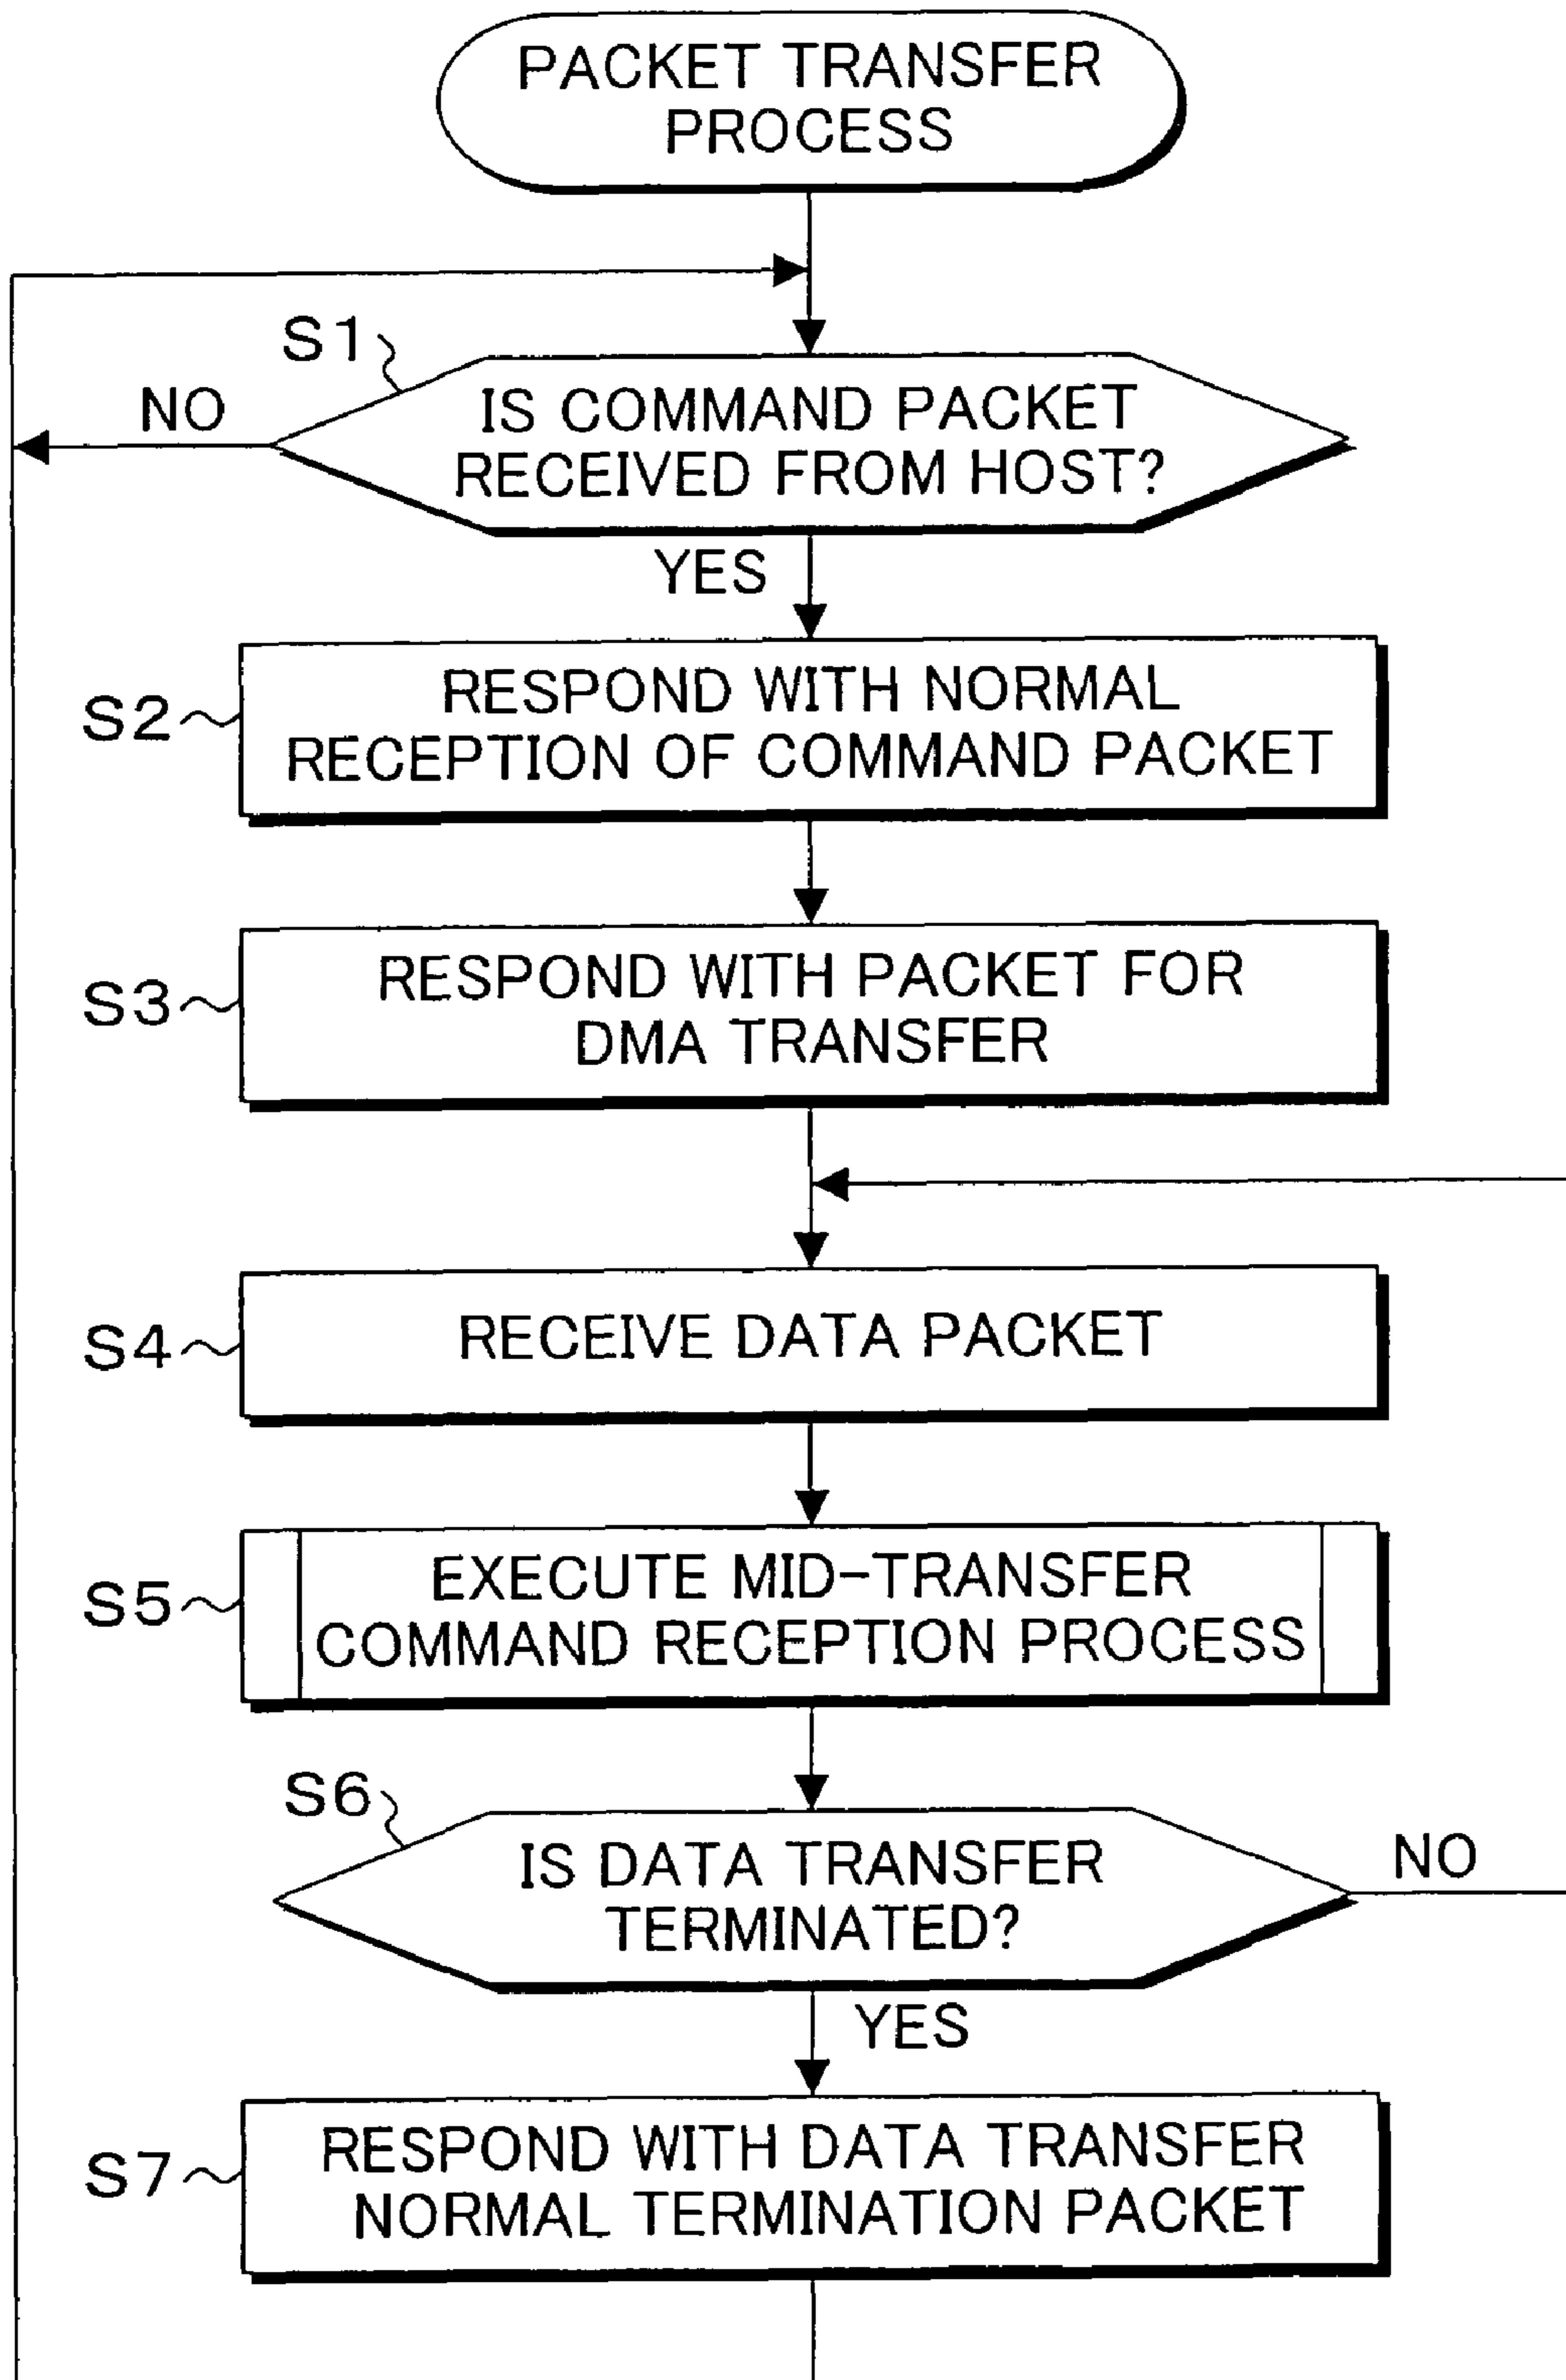 PACKET TRANSFER
PROCESS
S1
NO
IS COMMAND PACKET
RECEIVED FROM HOST?
YES
S2
RESPOND WITH NORMAL
RECEPTION OF COMMAND PACKET
S3
RESPOND WITH PACKET FOR
DMA TRANSFER
S4
RECEIVE DATA PACKET
S5
EXECUTE MID-TRANSFER
COMMAND RECEPTION PROCESS
S6
IS DATA TRANSFER
TERMINATED?
NO
YES
S7
RESPOND WITH DATA TRANSFER
NORMAL TERMINATION PACKET